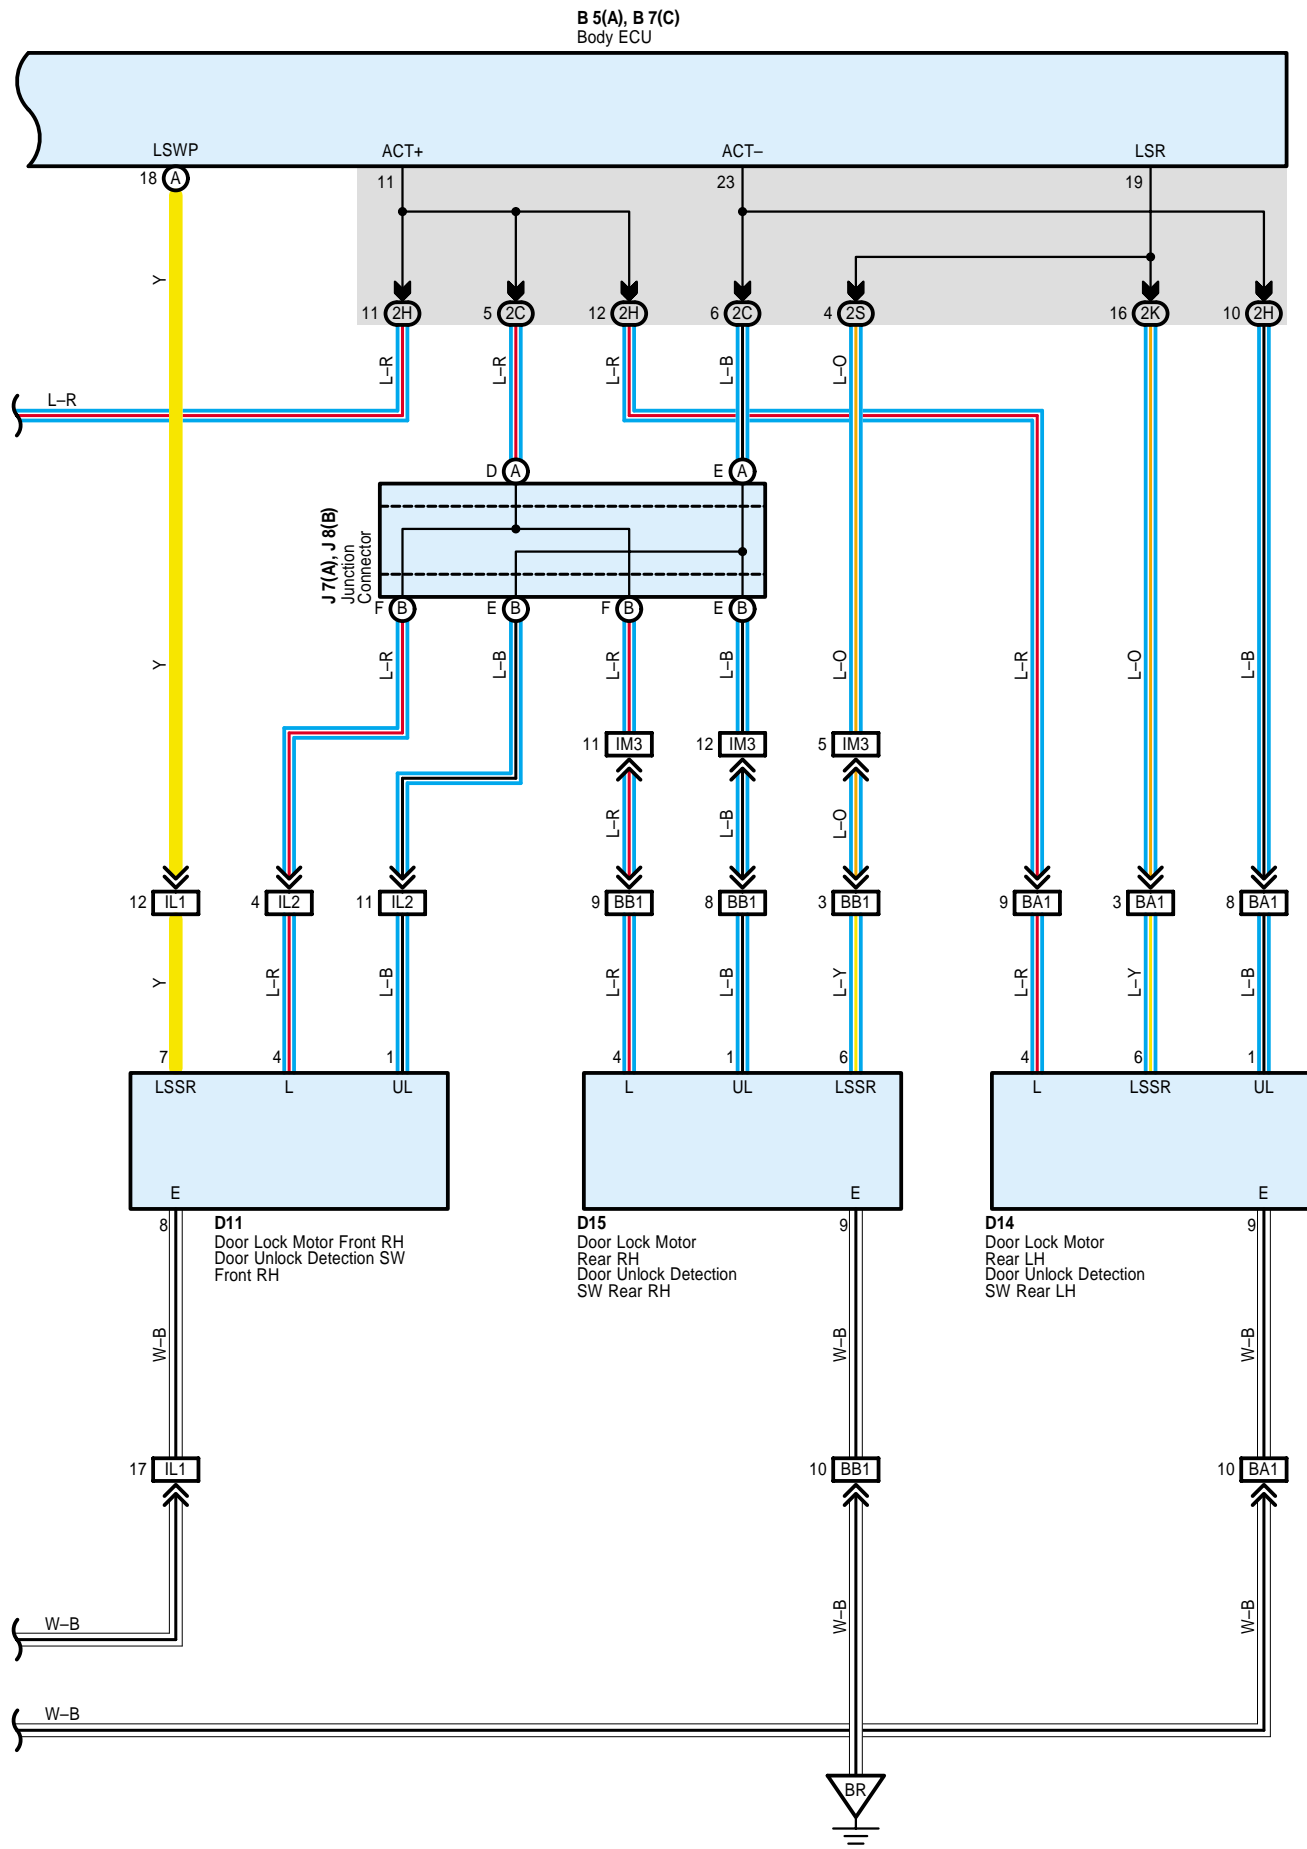 B 5(A), B 7(C)
Body ECU
LSWP ACT+ ACT– LSR
18 A 11 23 19
Y
11 2H 5 2C 12 2H 6 2C 4 2S 16 2K 10 2H
L–R L–R L–R L–B L–O
L–R
D A E A
J 7(A), J 8(B)
Junction
Connector
F B E B F B E B
Y L–R L–B L–R L–B L–O L–R L–O L–B
11 IM3 12 IM3 5 IM3
L–R L–B L–O
12 IL1 4 IL2 11 IL2 9 BB1 8 BB1 3 BB1 9 BA1 3 BA1 8 BA1
Y L–R L–B L–R L–B L–Y L–R L–Y L–B
7 4 1 4 1 6 4 6 1
LSSR L UL L UL LSSR L LSSR UL
E E E
8 9 9
D11
Door Lock Motor Front RH
Door Unlock Detection SW
Front RH
D15
Door Lock Motor
Rear RH
Door Unlock Detection
SW Rear RH
D14
Door Lock Motor
Rear LH
Door Unlock Detection
SW Rear LH
W–B W–B W–B
17 IL1 10 BB1 10 BA1
W–B W–B
W–B
W–B
BR